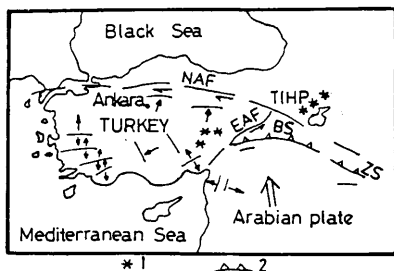 Black Sea
NAF
TIHP
Ankara
EAF
BS
TURKEY
ZS
Arabian plate
Mediterranean Sea
* 1
2